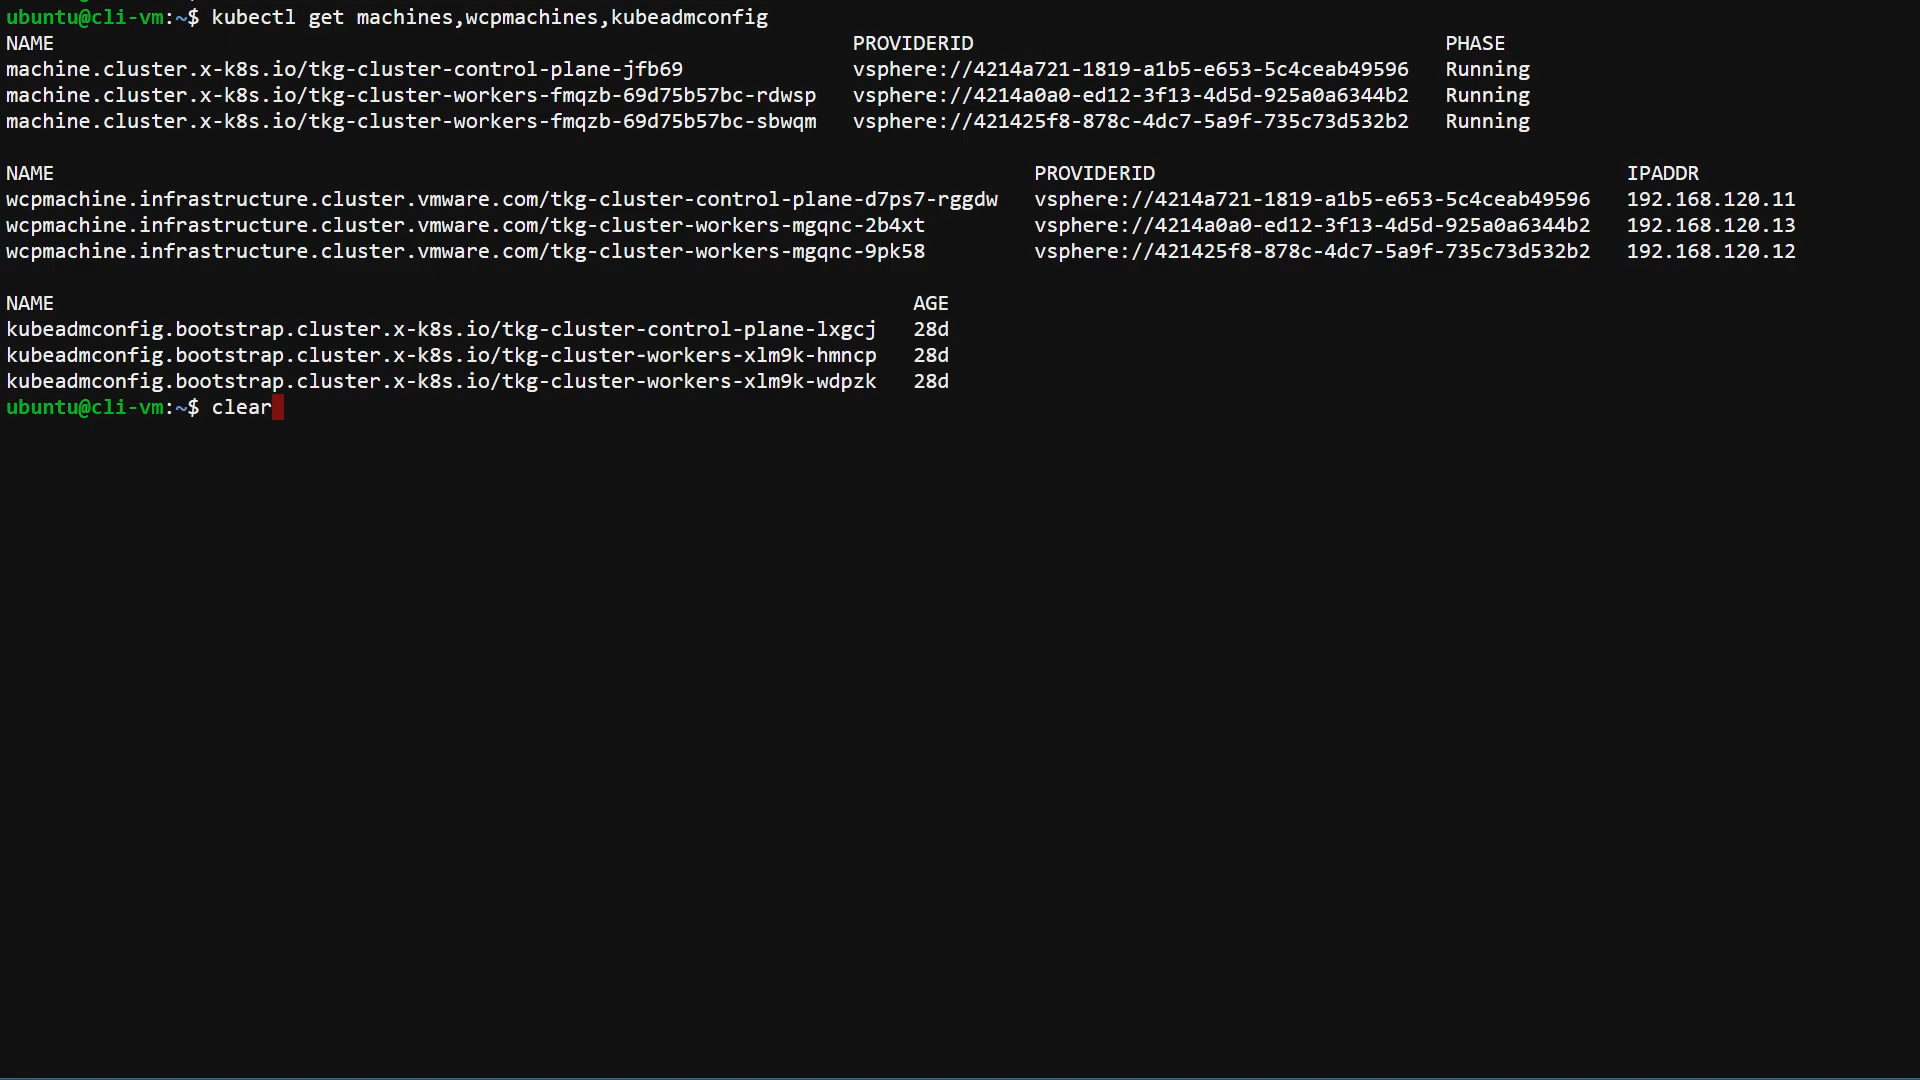 ubuntu@cli-vm:~$ kubectl get machines,wcpmachines,kubeadmconfig
NAME PROVIDERID PHASE
machine.cluster.x-k8s.io/tkg-cluster-control-plane-jfb69 vsphere://4214a721-1819-a1b5-e653-5c4ceab49596 Running
machine.cluster.x-k8s.io/tkg-cluster-workers-fmqzb-69d75b57bc-rdwsp vsphere://4214a0a0-ed12-3f13-4d5d-925a0a6344b2 Running
machine.cluster.x-k8s.io/tkg-cluster-workers-fmqzb-69d75b57bc-sbwqm vsphere://421425f8-878c-4dc7-5a9f-735c73d532b2 Running
NAME PROVIDERID IPADDR
wcpmachine.infrastructure.cluster.vmware.com/tkg-cluster-control-plane-d7ps7-rggdw vsphere://4214a721-1819-a1b5-e653-5c4ceab49596 192.168.120.11
wcpmachine.infrastructure.cluster.vmware.com/tkg-cluster-workers-mgqnc-2b4xt vsphere://4214a0a0-ed12-3f13-4d5d-925a0a6344b2 192.168.120.13
wcpmachine.infrastructure.cluster.vmware.com/tkg-cluster-workers-mgqnc-9pk58 vsphere://421425f8-878c-4dc7-5a9f-735c73d532b2 192.168.120.12
NAME AGE
kubeadmconfig.bootstrap.cluster.x-k8s.io/tkg-cluster-control-plane-lxgcj 28d
kubeadmconfig.bootstrap.cluster.x-k8s.io/tkg-cluster-workers-xlm9k-hmncp 28d
kubeadmconfig.bootstrap.cluster.x-k8s.io/tkg-cluster-workers-xlm9k-wdpzk 28d
ubuntu@cli-vm:~$ clear